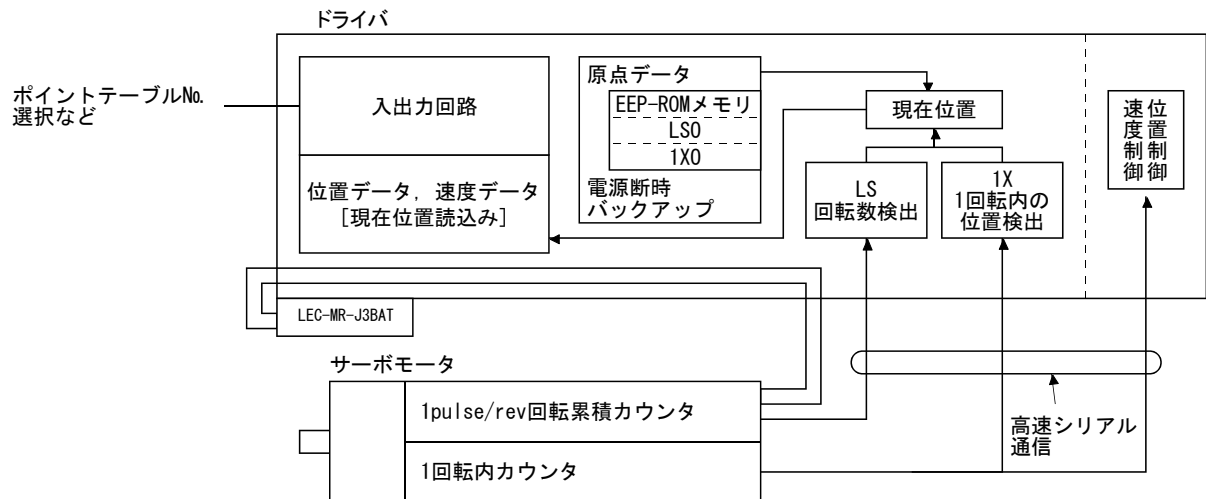 ドライバ
ポイントテーブルNo.
選択など
入出力回路
位置データ, 速度データ
[現在位置読込み]
原点データ
EEP-ROMメモリ
LS0
1X0
電源断時
バックアップ
現在位置
LS
回転数検出
1X
1回転内の
位置検出
位置制御
速度制御
LEC-MR-J3BAT
サーボモータ
1pulse/rev回転累積カウンタ
1回転内カウンタ
高速シリアル
通信